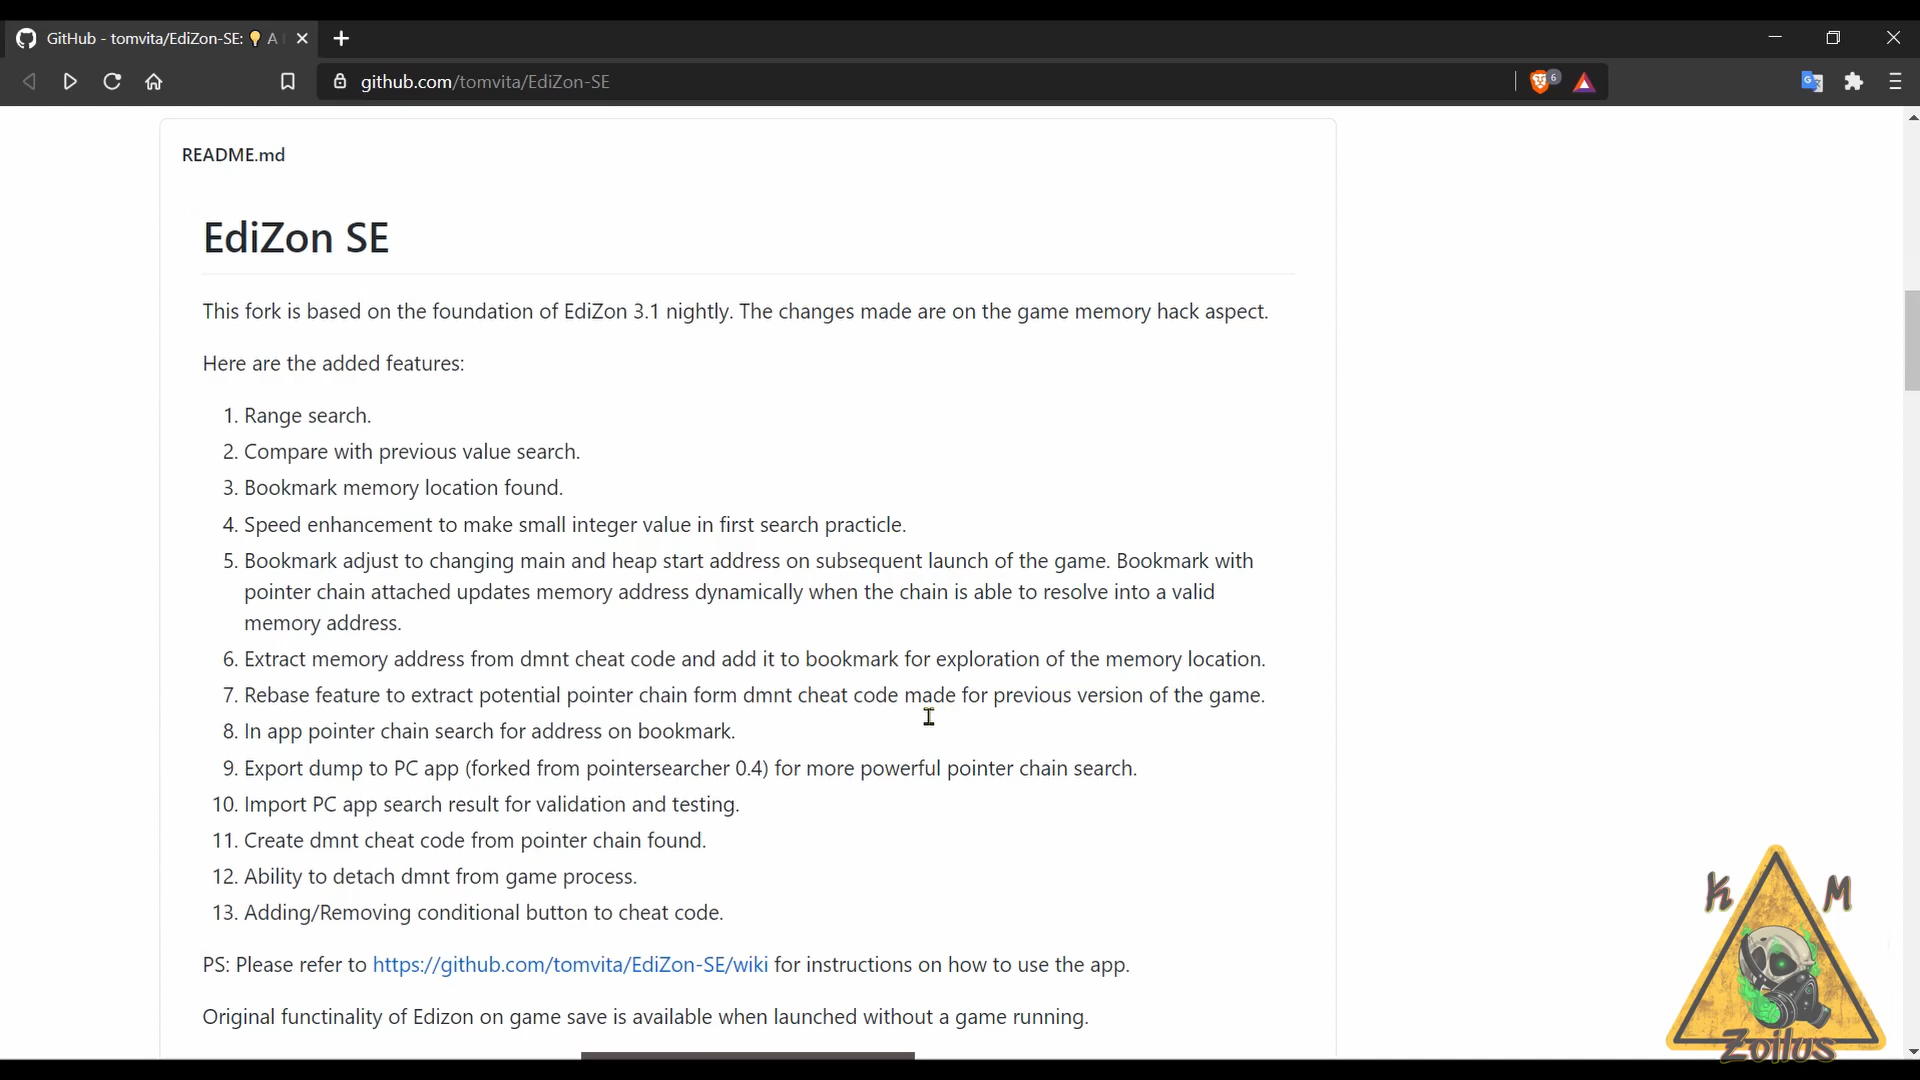 GitHub - tomvita/EdiZon-SE: 💡 A
github.com/tomvita/EdiZon-SE
6
README.md
EdiZon SE
This fork is based on the foundation of EdiZon 3.1 nightly. The changes made are on the game memory hack aspect.
Here are the added features:
1. Range search.
2. Compare with previous value search.
3. Bookmark memory location found.
4. Speed enhancement to make small integer value in first search practicle.
5. Bookmark adjust to changing main and heap start address on subsequent launch of the game. Bookmark with
pointer chain attached updates memory address dynamically when the chain is able to resolve into a valid
memory address.
6. Extract memory address from dmnt cheat code and add it to bookmark for exploration of the memory location.
7. Rebase feature to extract potential pointer chain form dmnt cheat code made for previous version of the game.
8. In app pointer chain search for address on bookmark.
9. Export dump to PC app (forked from pointersearcher 0.4) for more powerful pointer chain search.
10. Import PC app search result for validation and testing.
11. Create dmnt cheat code from pointer chain found.
12. Ability to detach dmnt from game process.
13. Adding/Removing conditional button to cheat code.
PS: Please refer to https://github.com/tomvita/EdiZon-SE/wiki for instructions on how to use the app.
Original functinality of Edizon on game save is available when launched without a game running.
K M
Zoilus